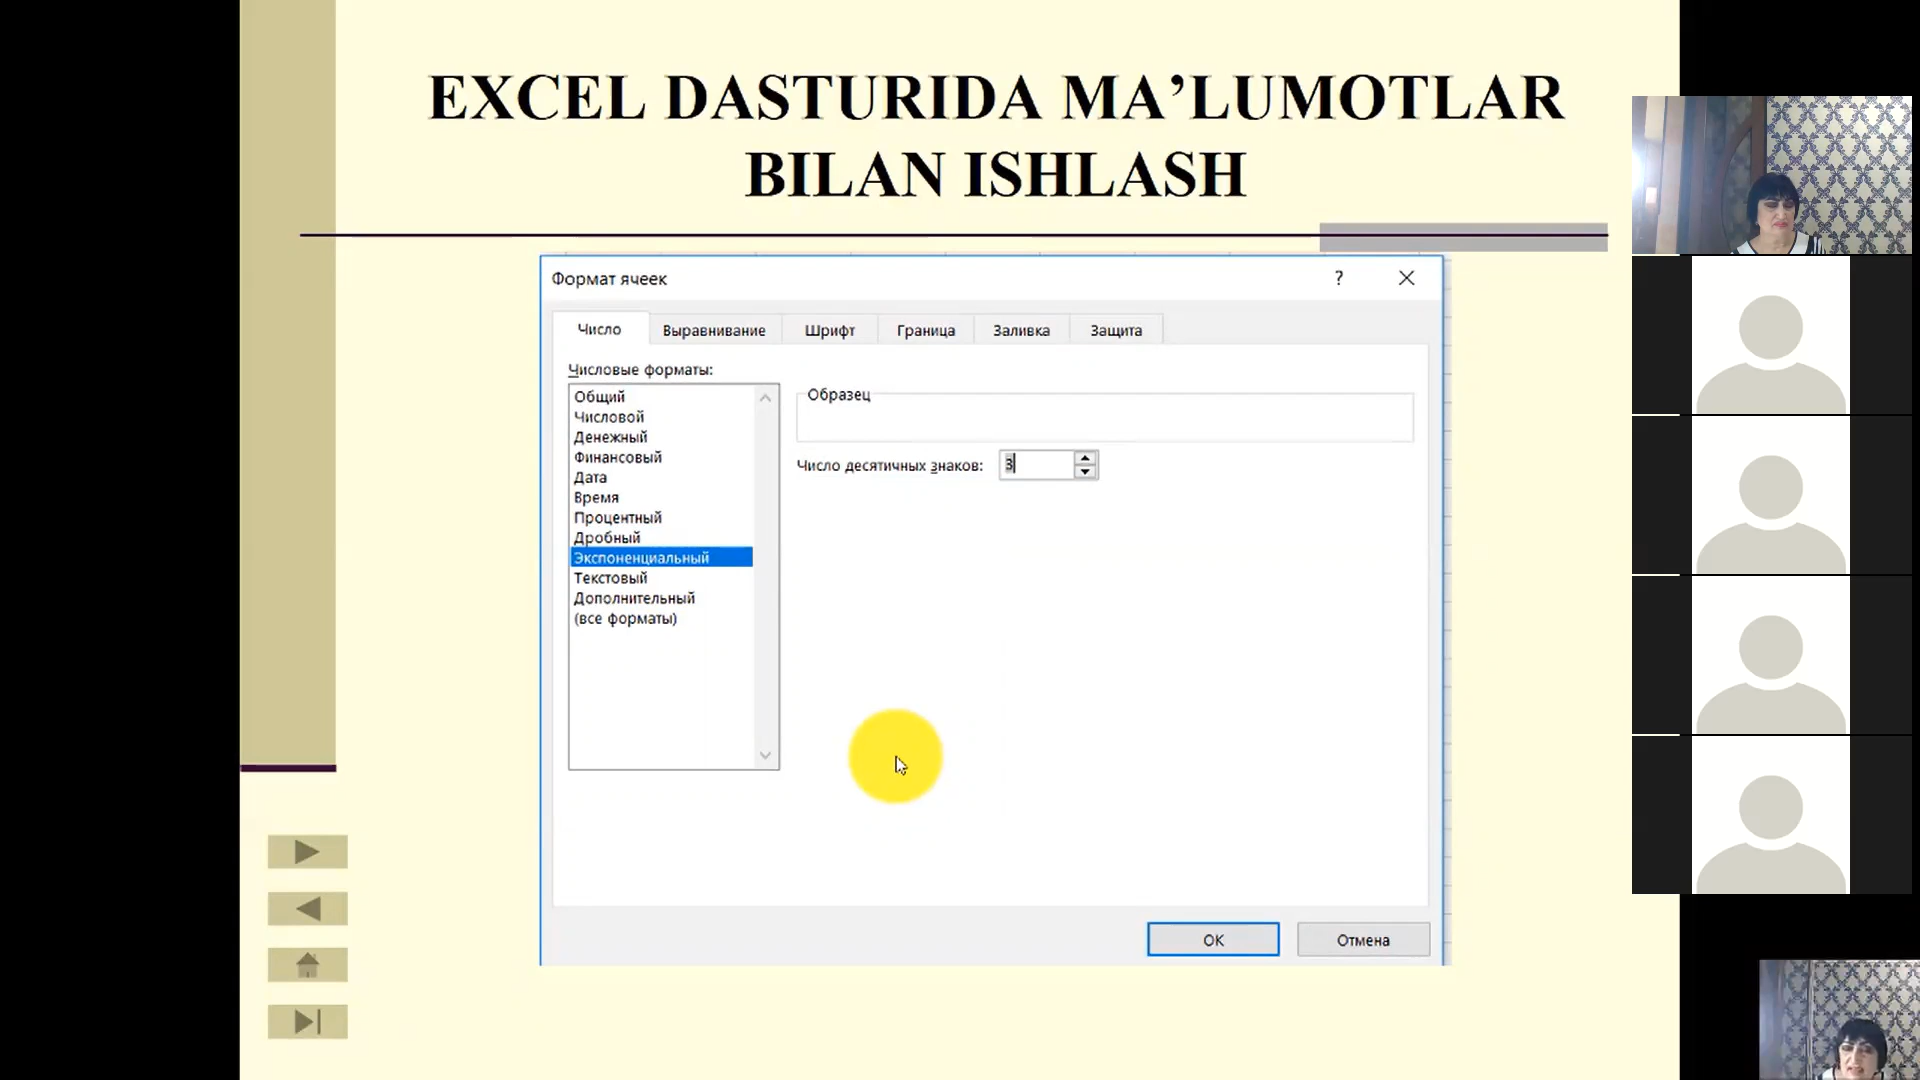 EXCEL DASTURIDA MA’LUMOTLAR
BILAN ISHLASH
Формат ячеек
?
Число
Выравнивание
Шрифт
Граница
Заливка
Защита
Числовые форматы:
Общий
Числовой
Денежный
Финансовый
Дата
Время
Процентный
Дробный
Экспоненциальный
Текстовый
Дополнительный
(все форматы)
Образец
Число десятичных знаков:
3
ОК
Отмена